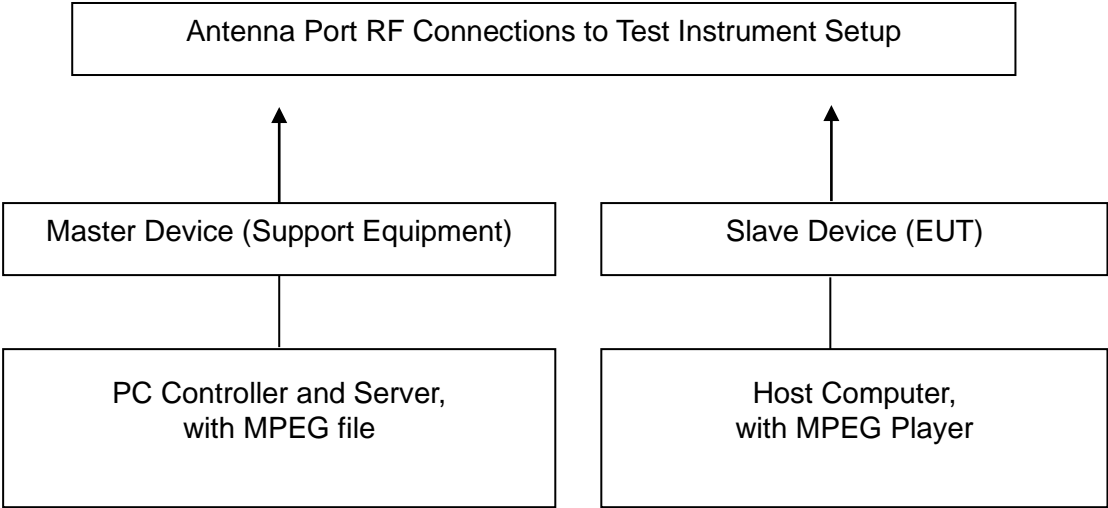 Antenna Port RF Connections to Test Instrument Setup
Master Device (Support Equipment)
Slave Device (EUT)
PC Controller and Server,
with MPEG file
Host Computer,
with MPEG Player